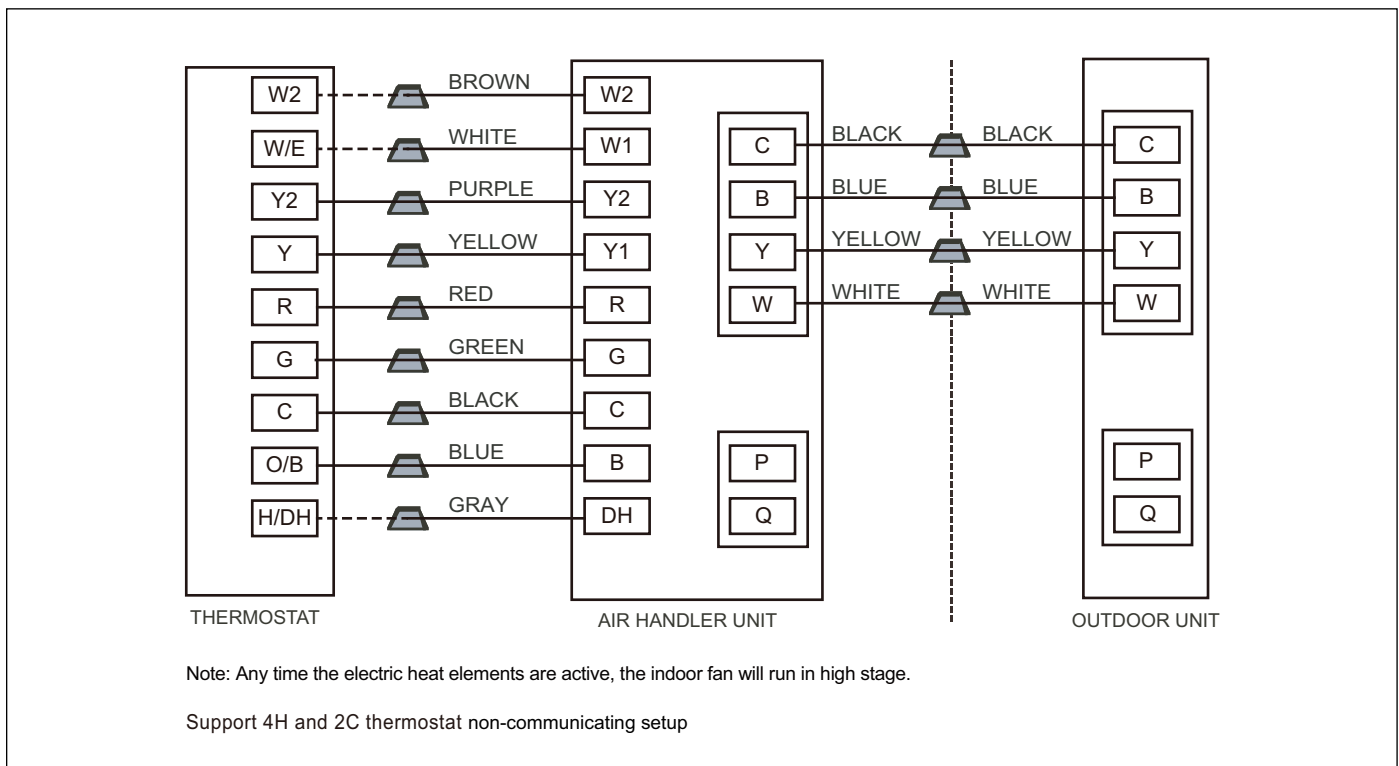 W2 BROWN W2
W/E WHITE W1 C BLACK BLACK C
Y2 PURPLE Y2 B BLUE BLUE B
Y YELLOW Y1 Y YELLOW YELLOW Y
R RED R W WHITE WHITE W
G GREEN G
C BLACK C
O/B BLUE B P P
H/DH GRAY DH Q Q
THERMOSTAT AIR HANDLER UNIT OUTDOOR UNIT
Note: Any time the electric heat elements are active, the indoor fan will run in high stage.
Support 4H and 2C thermostat non-communicating setup